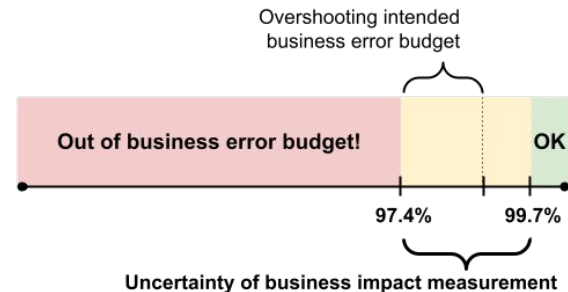 Overshooting intended
business error budget
Out of business error budget!
OK
97.4%
99.7%
Uncertainty of business impact measurement